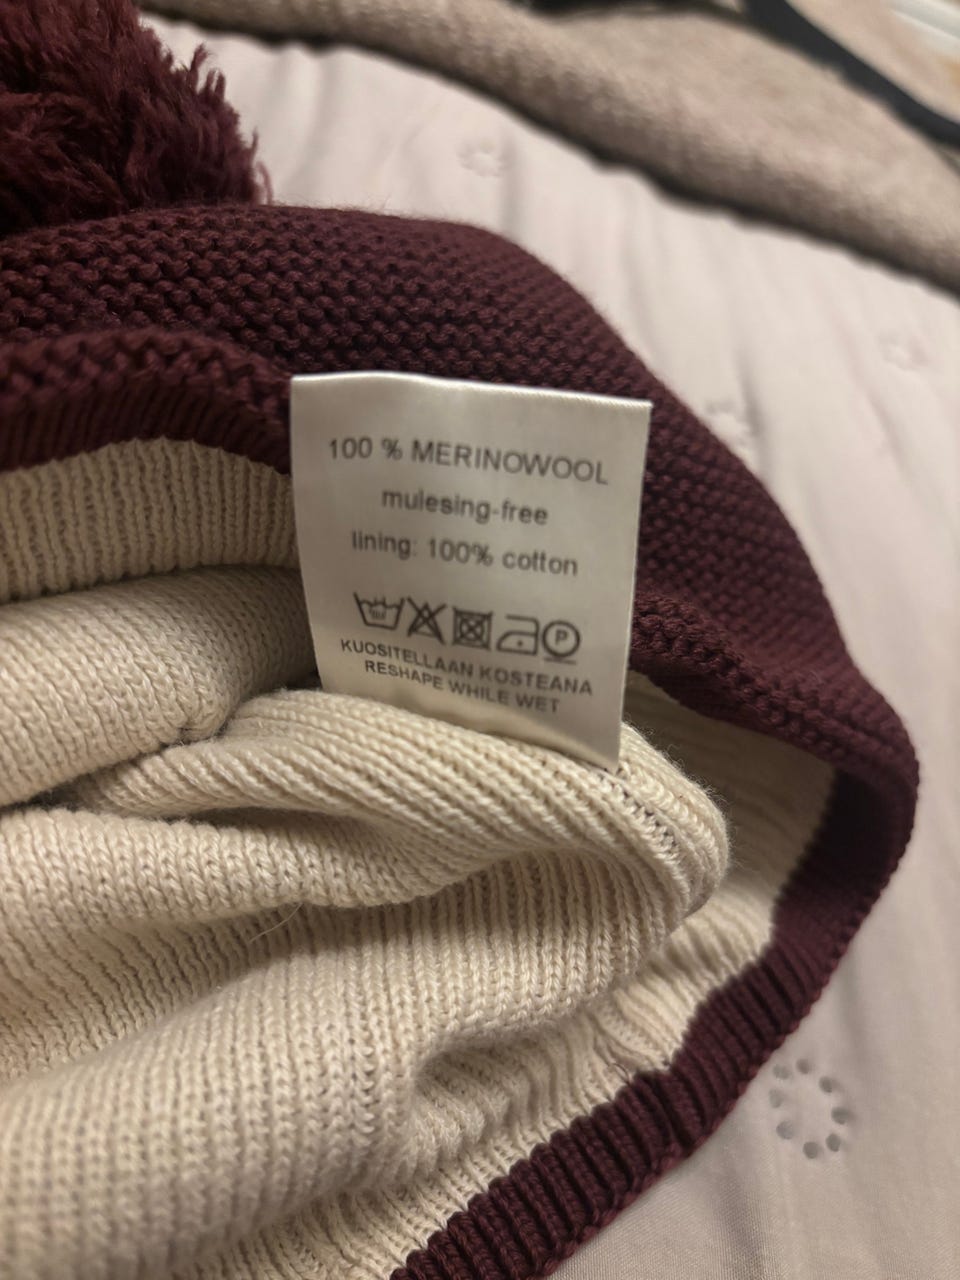 100 % MERINOWOOL
mulesing-free
lining: 100% cotton
P
KUOSITELLAAN KOSTEANA
RESHAPE WHILE WET